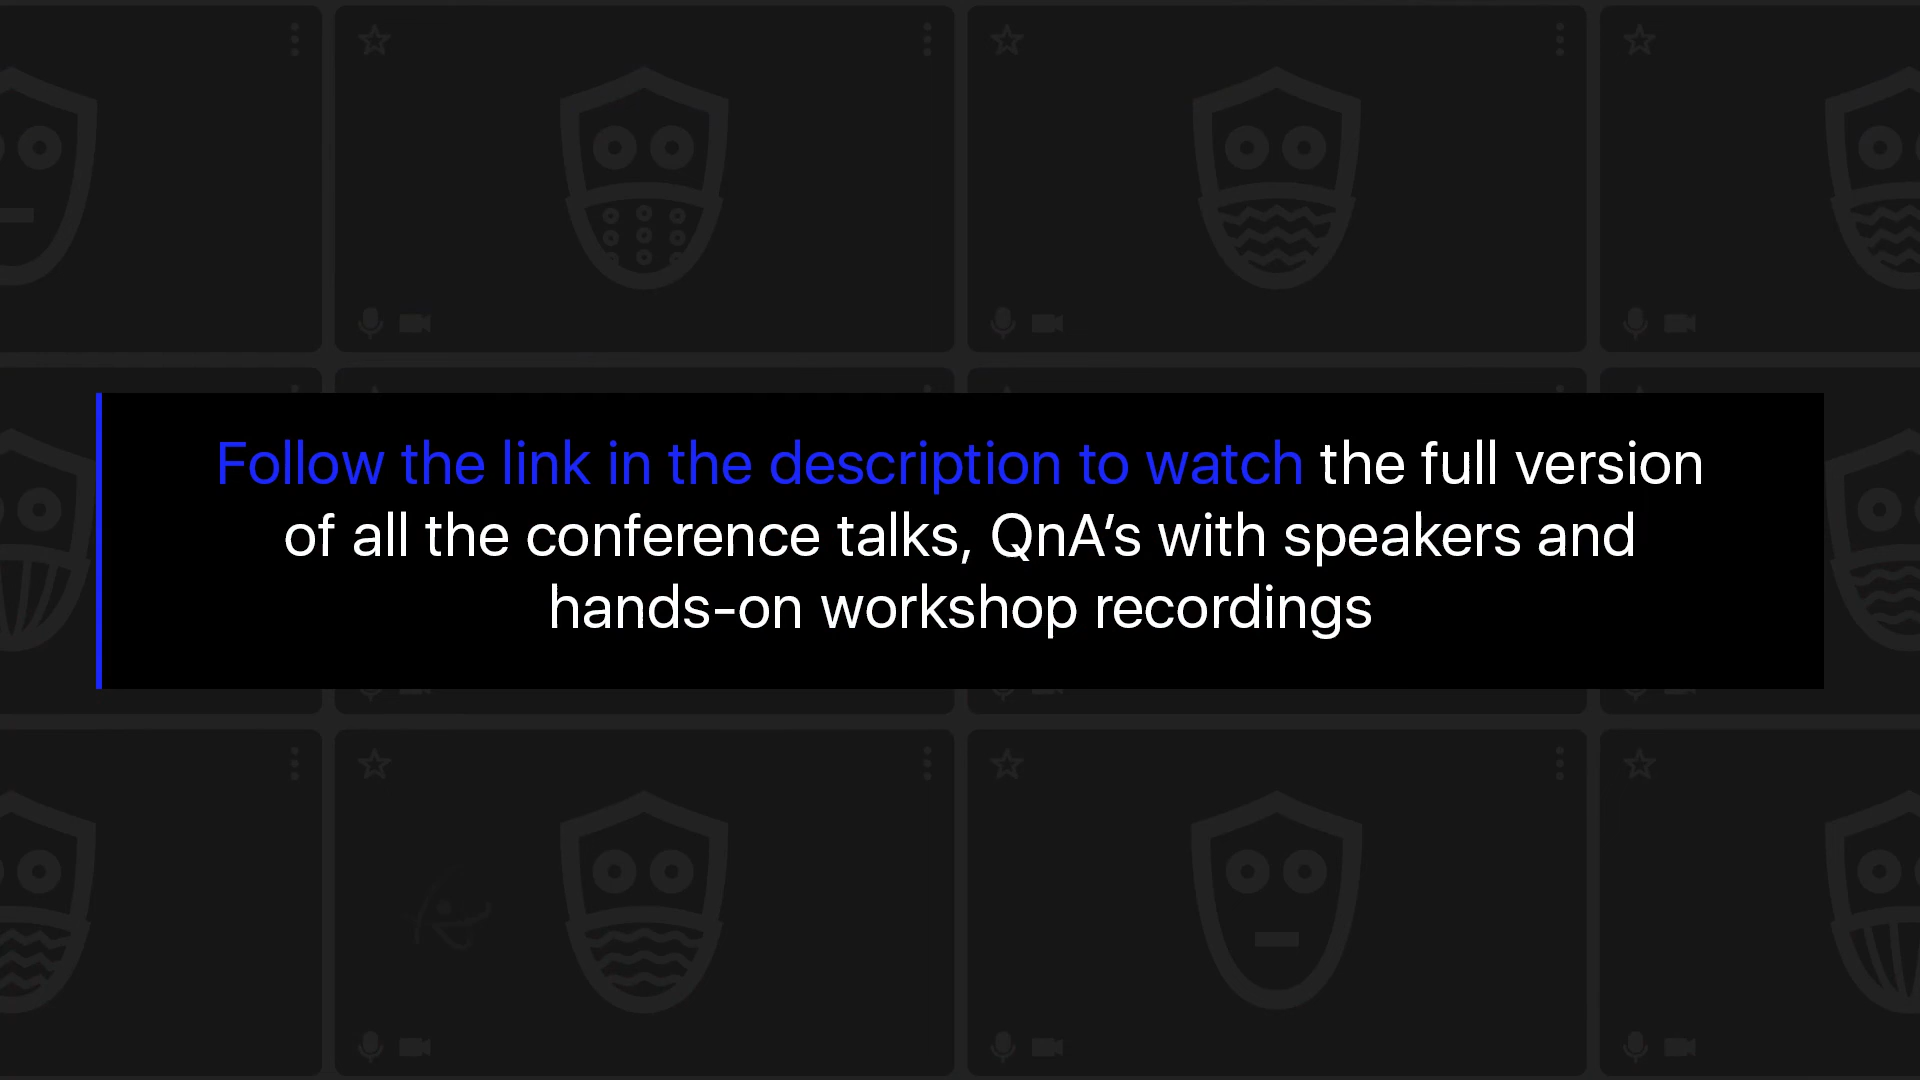 Follow the link in the description to watch the full version
of all the conference talks, QnA’s with speakers and
hands-on workshop recordings